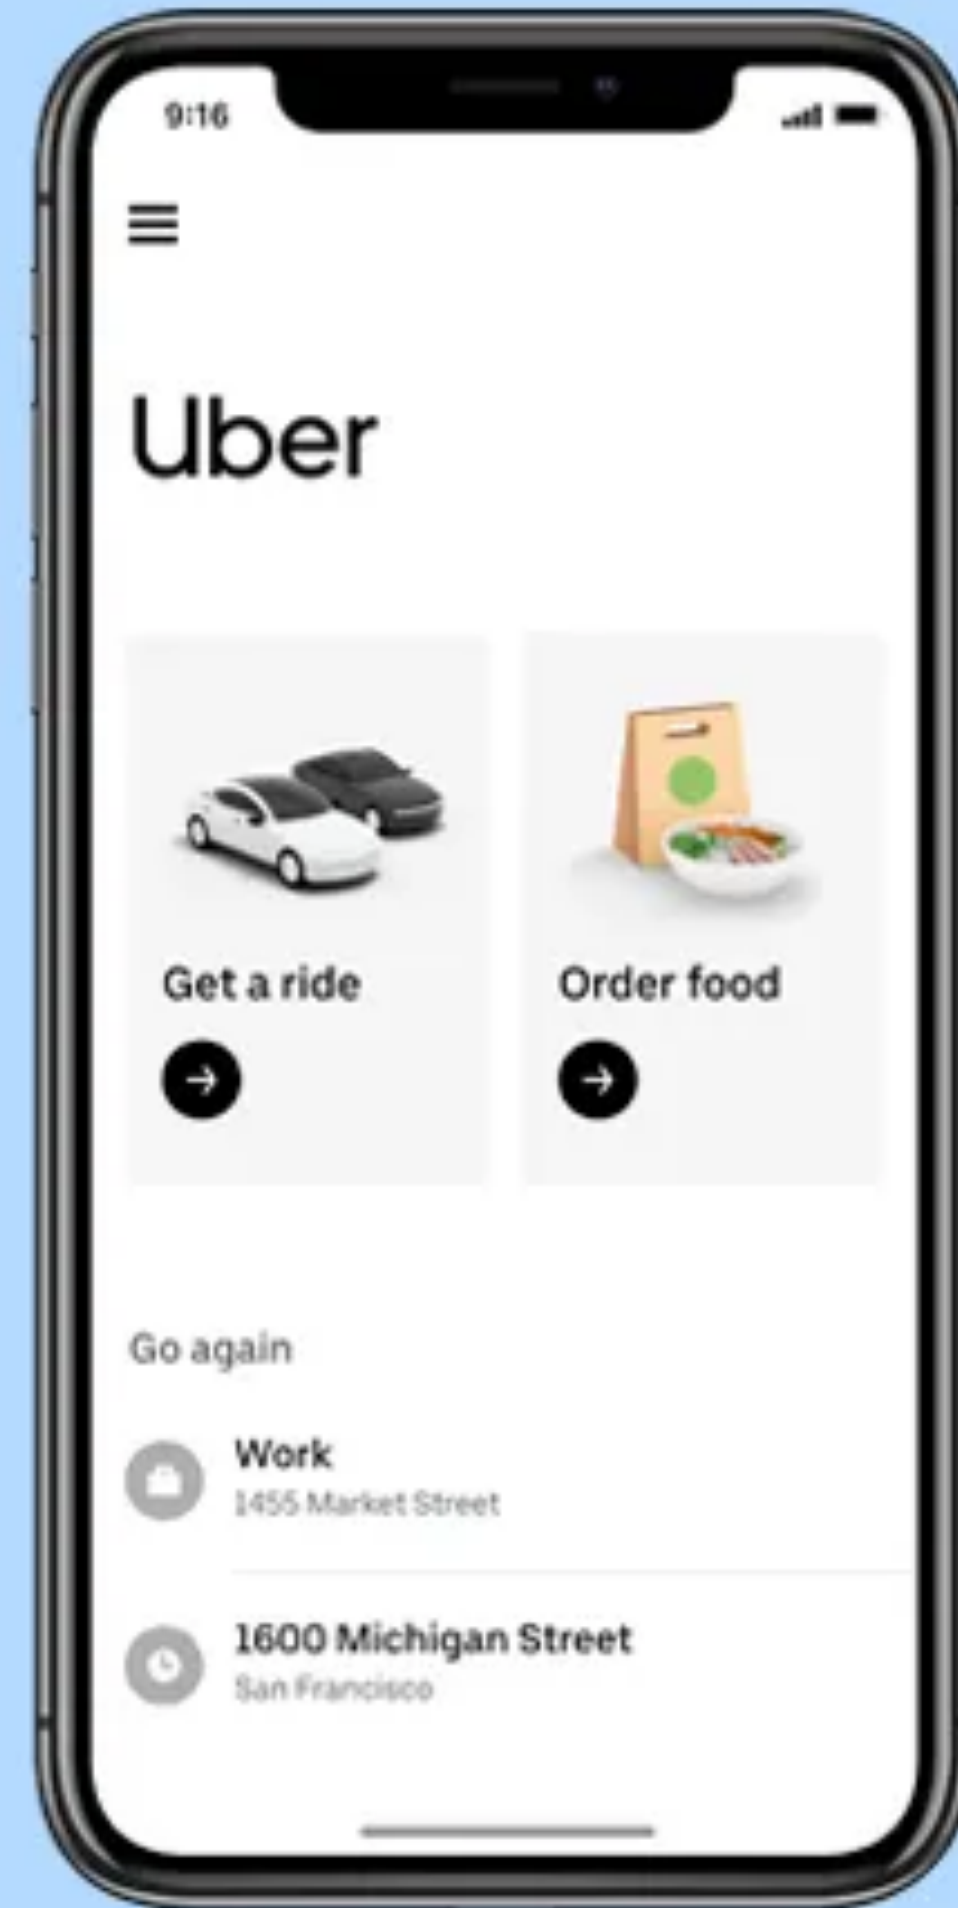 9:16
Uber
Get a ride
Order food
Go again
Work
1455 Market Street
1600 Michigan Street
San Francisco